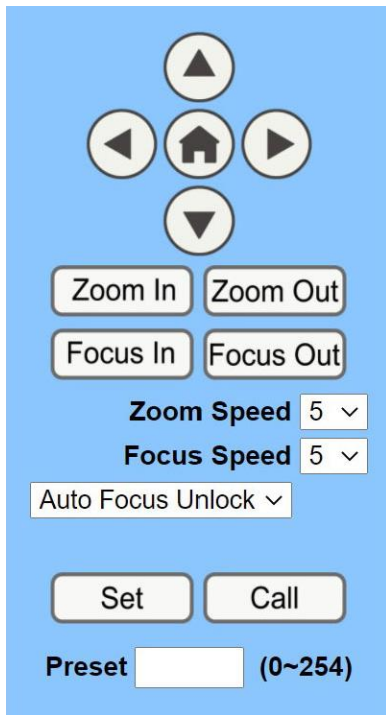 Zoom In Zoom Out
Focus In Focus Out
Zoom Speed 5
Focus Speed 5
Auto Focus Unlock
Set Call
Preset (0~254)